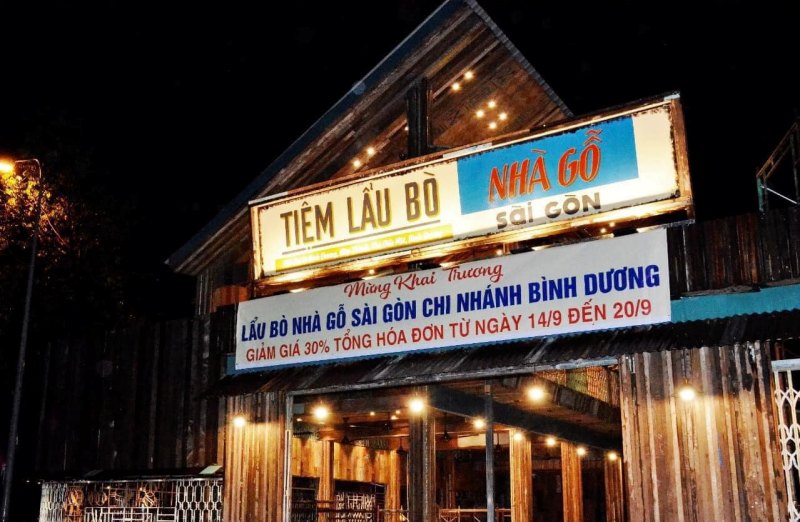 TIỆM LẨU BÒ
NHÀ GỖ
SÀI GÒN
Mừng Khai Trương
LẨU BÒ NHÀ GỖ SÀI GÒN CHI NHÁNH BÌNH DƯƠNG
GIẢM GIÁ 30% TỔNG HÓA ĐƠN TỪ NGÀY 14/9 ĐẾN 20/9